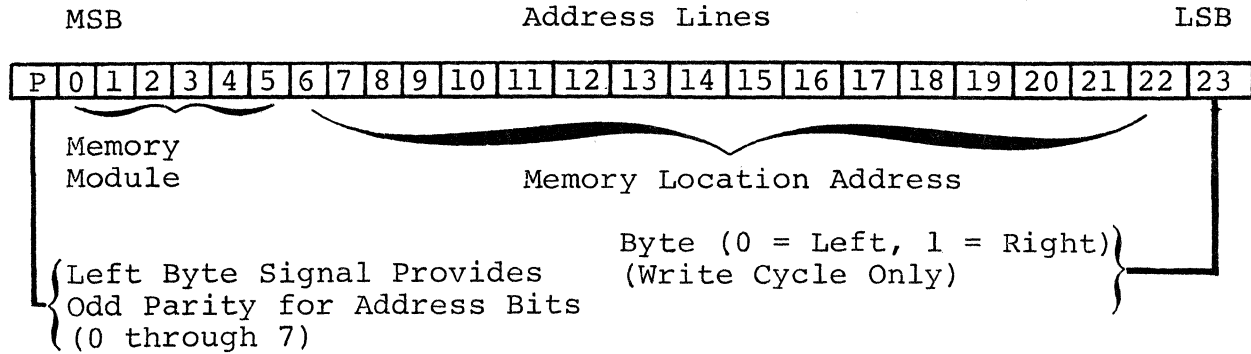 MSB Address Lines LSB
P 0 1 2 3 4 5 6 7 8 9 10 11 12 13 14 15 16 17 18 19 20 21 22 23
Memory
Module
Memory Location Address
Byte (0 = Left, 1 = Right)
(Write Cycle Only)
Left Byte Signal Provides
Odd Parity for Address Bits
(0 through 7)